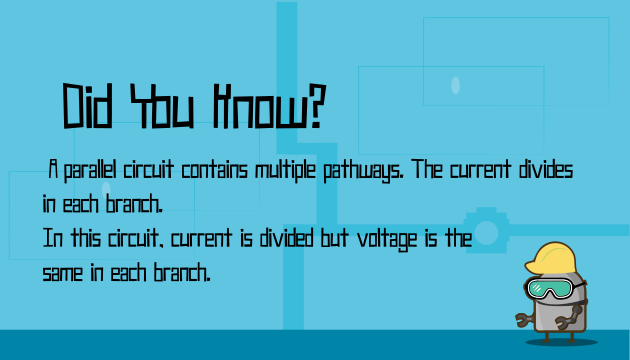 Did You Know?
A parallel circuit contains multiple pathways. The current divides
in each branch.
In this circuit, current is divided but voltage is the
same in each branch.